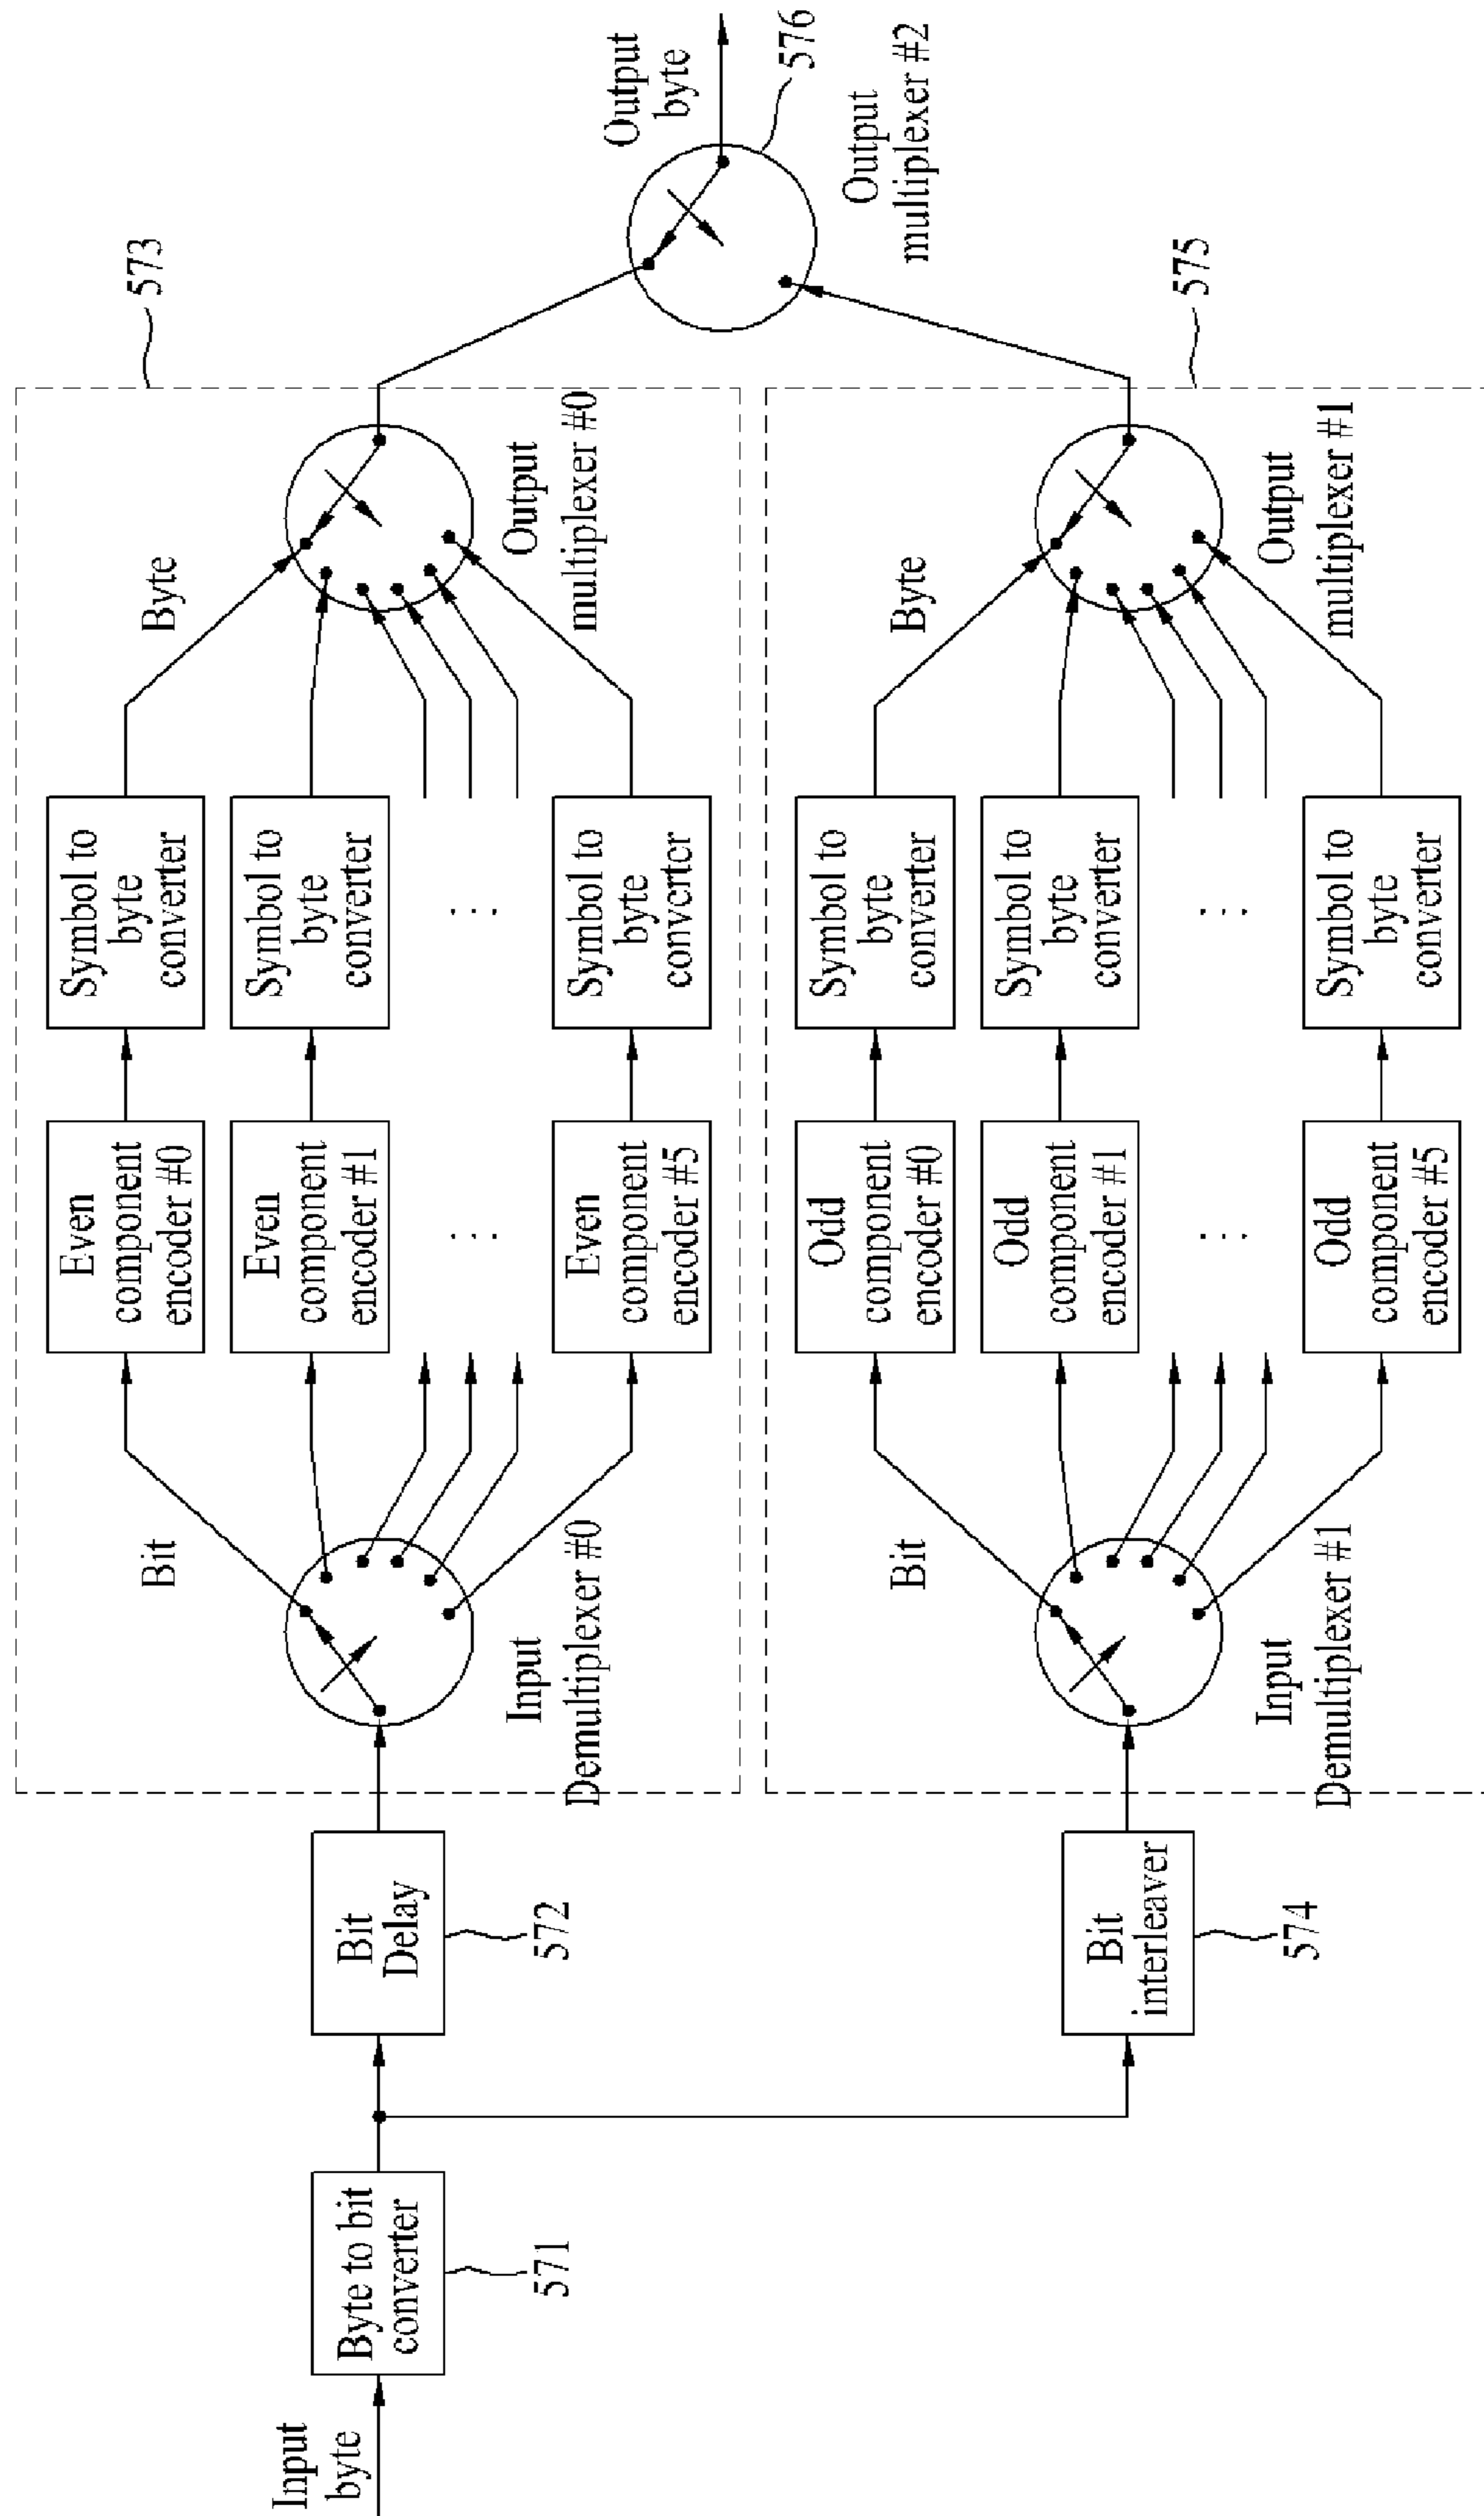 Input
byte
Byte to bit
converter
571
Bit
Delay
572
Bit
interleaver
574
573
Input
Demultiplexer #0
Bit
Even
component
encoder #0
Even
component
encoder #1
...
Even
component
encoder #5
Symbol to
byte
converter
Symbol to
byte
converter
...
Symbol to
byte
converter
Byte
Output
multiplexer #0
575
Input
Demultiplexer #1
Bit
Odd
component
encoder #0
Odd
component
encoder #1
...
Odd
component
encoder #5
Symbol to
byte
converter
Symbol to
byte
converter
...
Symbol to
byte
converter
Byte
Output
multiplexer #1
Output
byte
576
Output
multiplexer #2